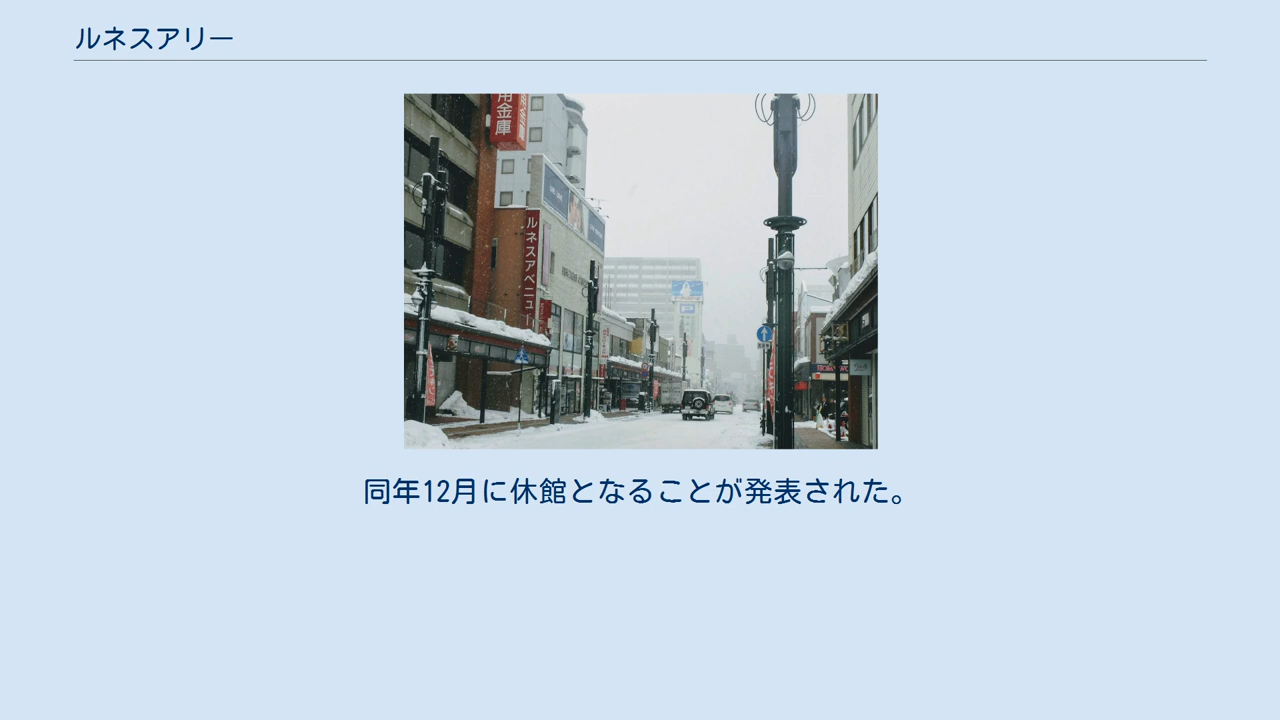 ルネスアリー
用金庫
ルネスアベニュー
同年12月に休館となることが発表された。